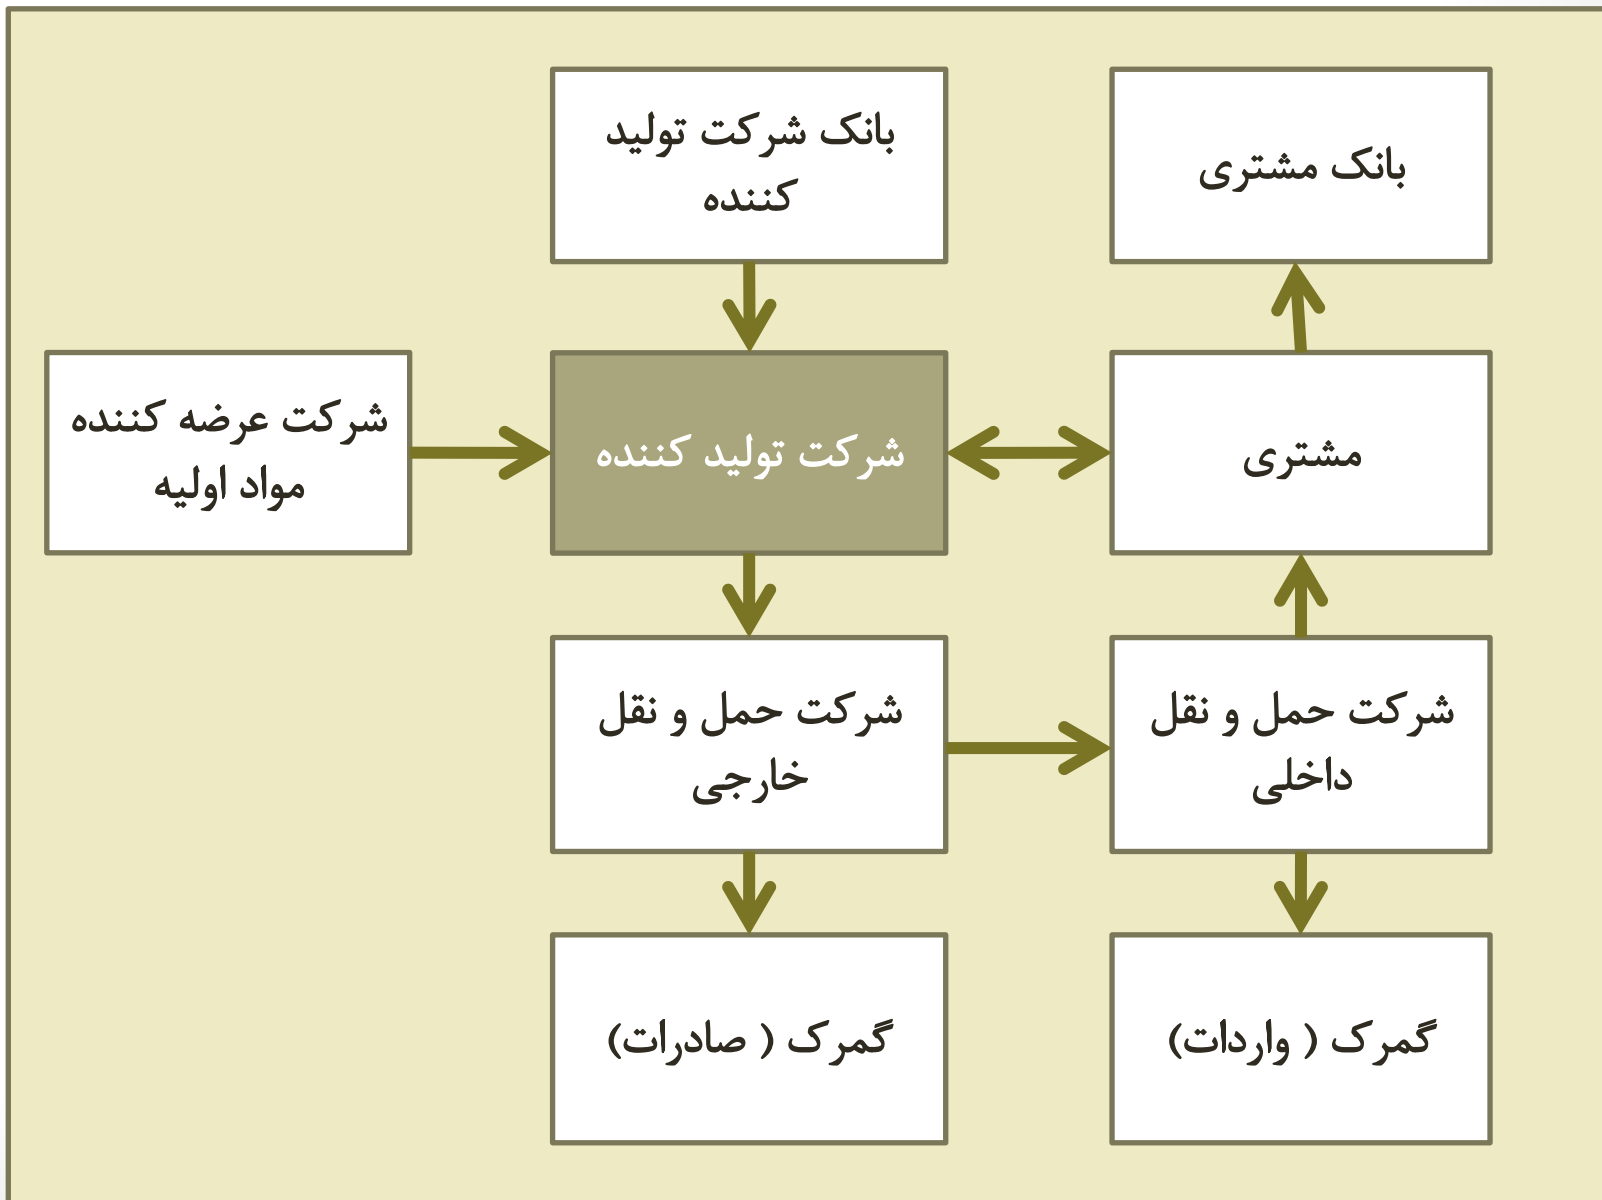 بانک مشتری
بانک شرکت تولید
کننده
مشتری
شرکت تولید کننده
شرکت عرضه کننده
مواد اولیه
شرکت حمل و نقل
داخلی
شرکت حمل و نقل
خارجی
گمرک ( واردات)
گمرک ( صادرات)